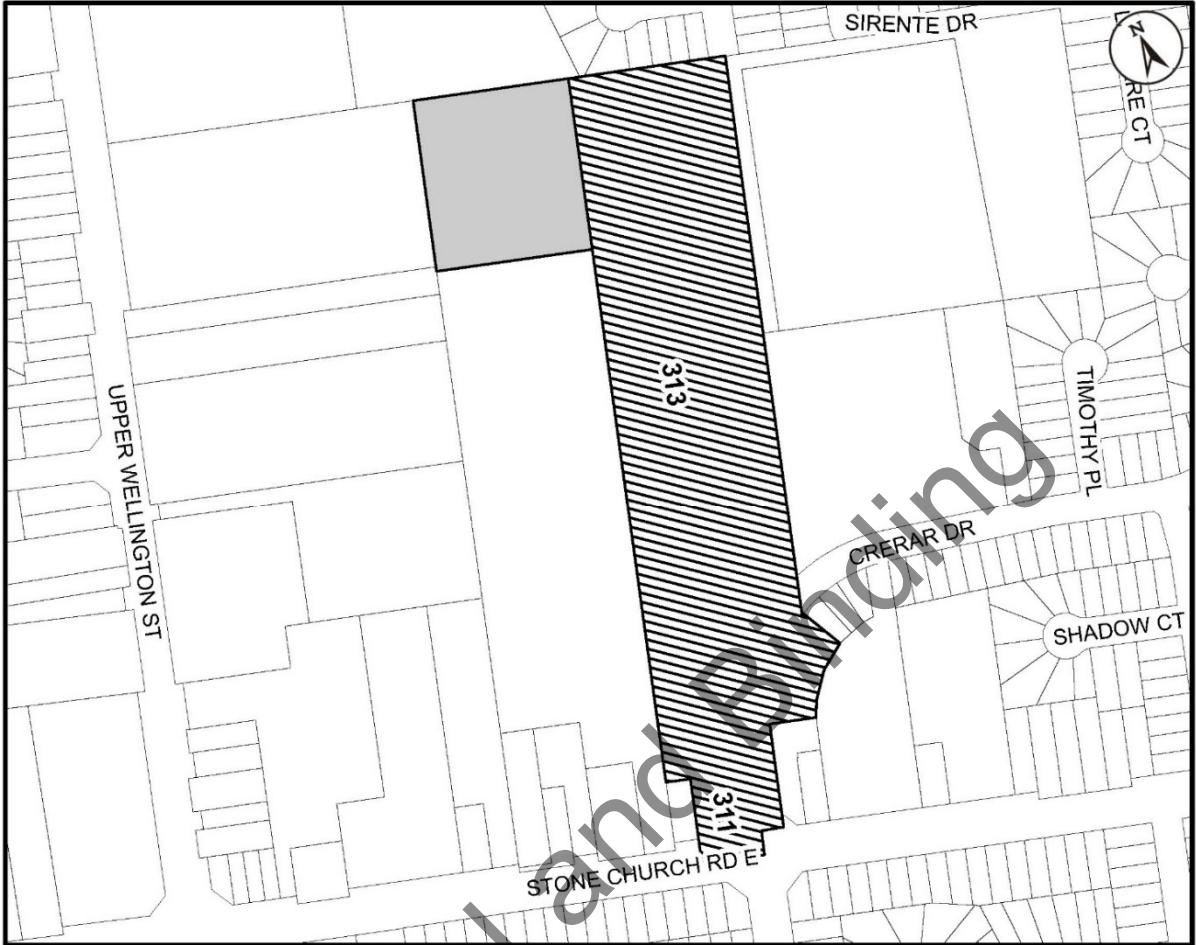 SIRENTE DR
N
RE CT
313
UPPER WELLINGTON ST
TIMOTHY PL
CRERAR DR
SHADOW CT
311
STONE CHURCH RD E
and Binding